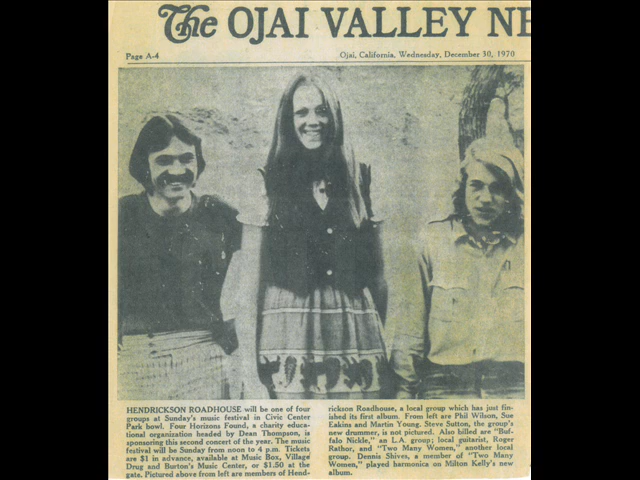 The OJAI VALLEY NE
Page A-4
Ojai, California, Wednesday, December 30, 1970
HENDRICKSON ROADHOUSE will be one of four
groups at Sunday's music festival in Civic Center
Park bowl. Four Horizons Found, a charity educa-
tional organization headed by Dean Thompson, is
sponsoring this second concert of the year. The music
festival will be Sunday from noon to 4 p.m. Tickets
are $1 in advance, available at Music Box, Village
Drug and Burton's Music Center, or $1.50 at the
gate. Pictured above from left are members of Hend-
rickson Roadhouse, a local group which has just fin-
ished its first album. From left are Phil Wilson, Sue
Eakins and Martin Young. Steve Sutton, the group's
new drummer, is not pictured. Also billed are "Buf-
falo Nickle," an L.A. group; local guitarist, Roger
Rathor, and "Two Many Women," another local
group. Dennis Shives, a member of "Two Many
Women," played harmonica on Milton Kelly's new
album.